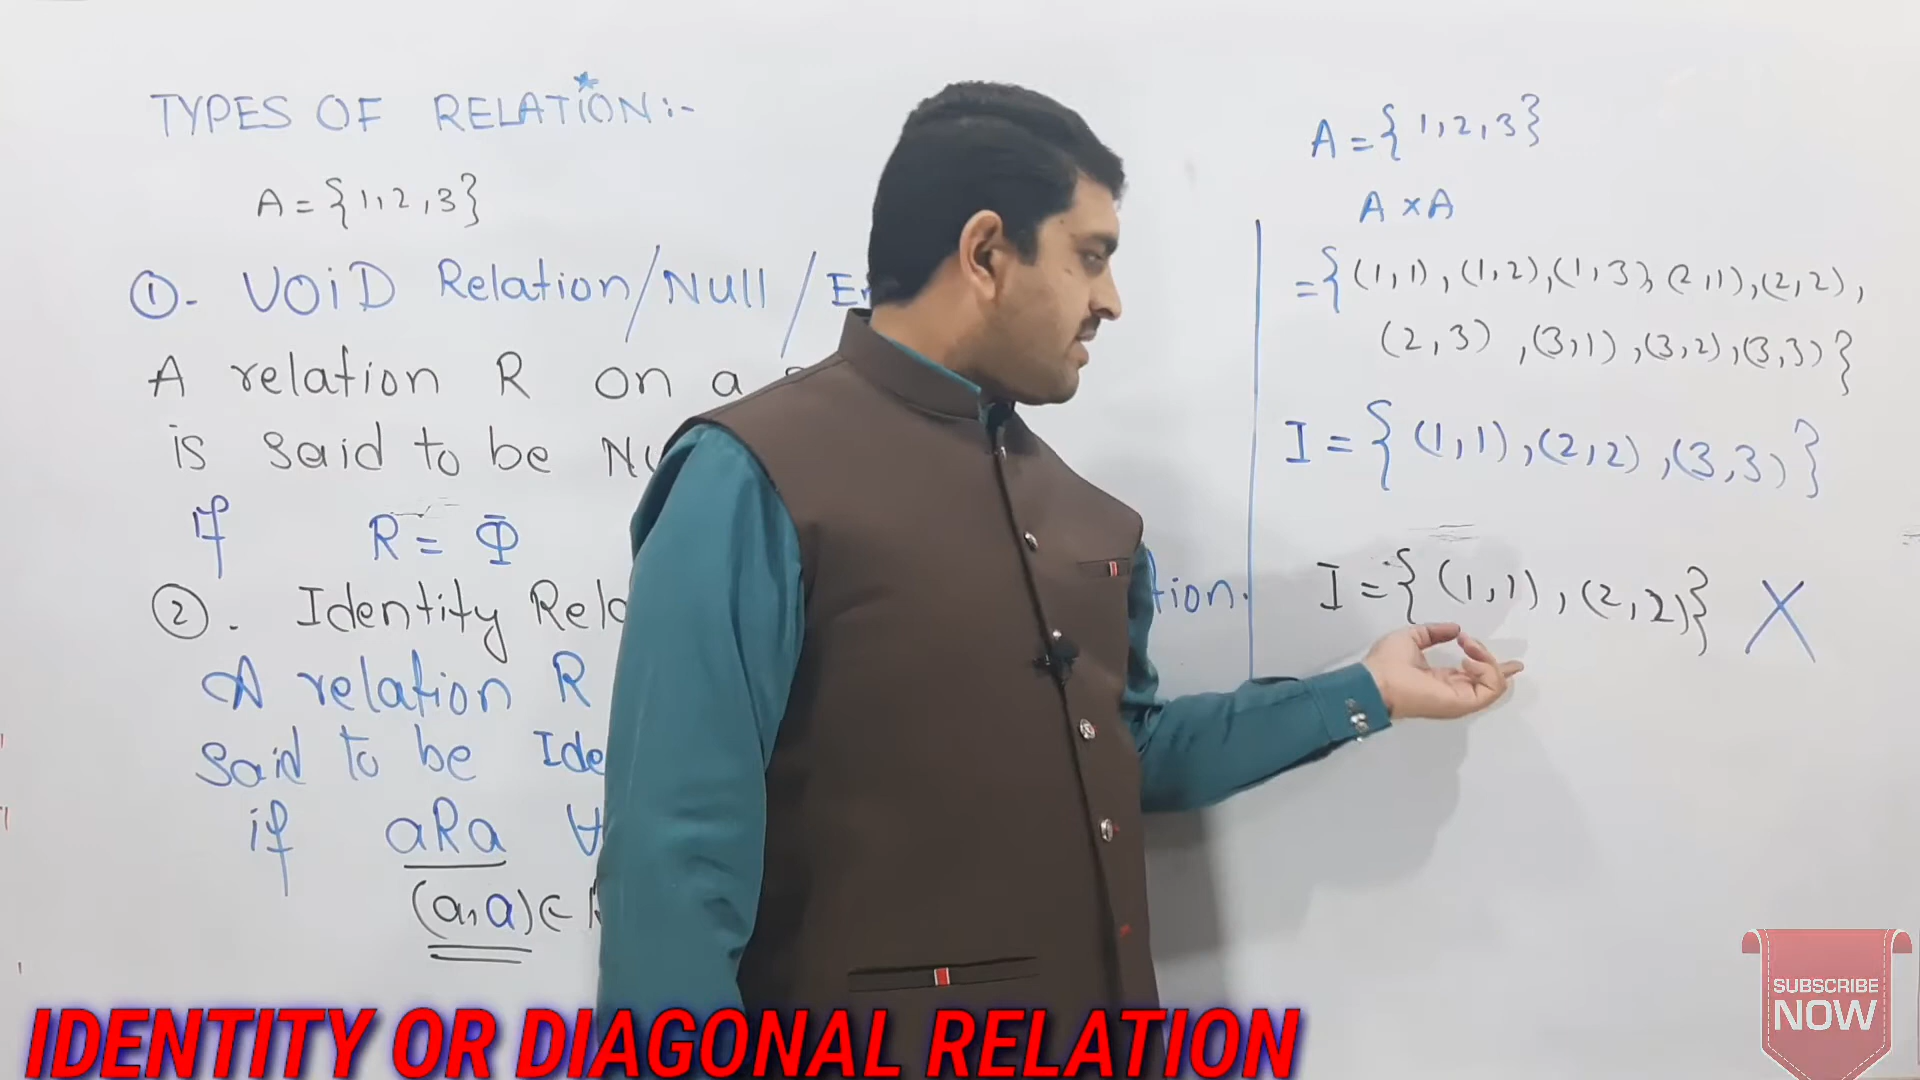 TYPES OF RELATION:-
A = {1,2,3}
①. VOID Relation/Null/
A relation R on a
is said to be
if R = Φ
②. Identity
A relation R
said to be
if aRa ∀
(a,a) ∈
A = {1,2,3}
A × A
= {(1,1),(1,2),(1,3),(2,1),(2,2),
(2,3),(3,1),(3,2),(3,3)}
I = {(1,1),(2,2),(3,3)}
I = {(1,1),(2,2)} X
IDENTITY OR DIAGONAL RELATION
SUBSCRIBE
NOW